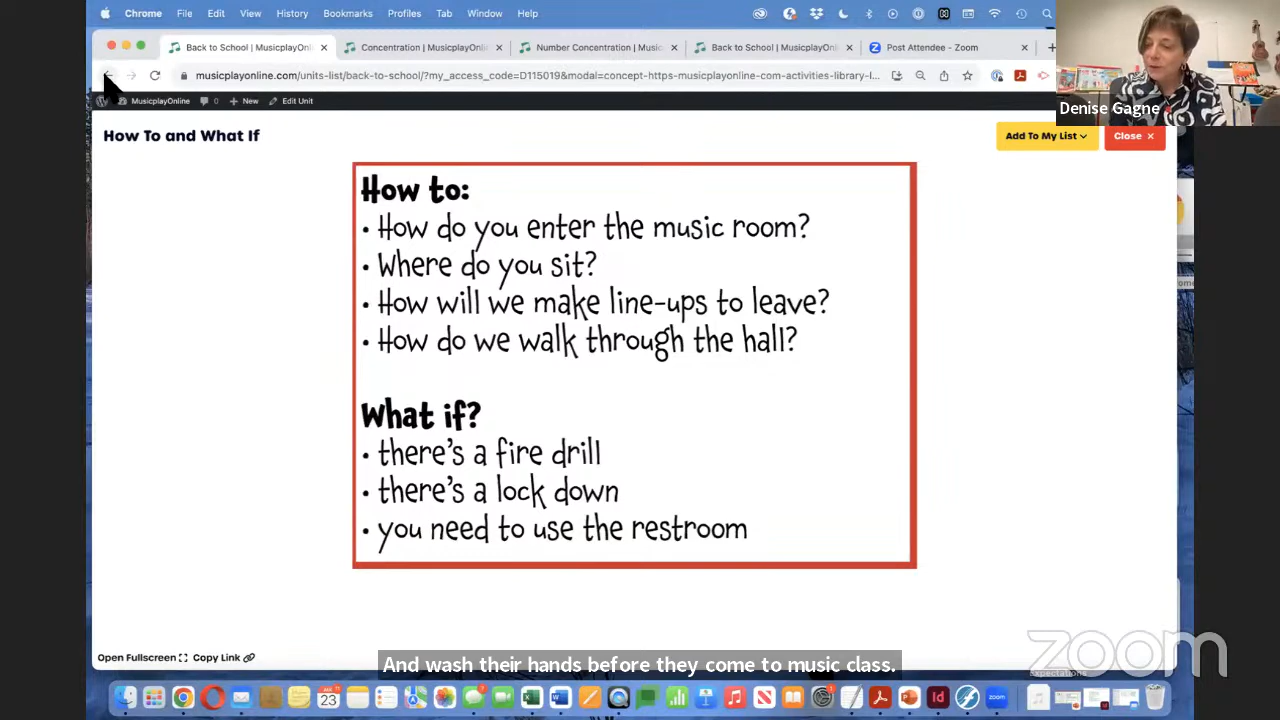 Chrome File Edit View History Bookmarks Profiles Tab Window Help
Back to School | MusicplayOnl
Concentration | MusicplayOnl
Number Concentration | Music
Back to School | MusicplayOnl
Post Attendee - Zoom
musicplayonline.com/units-list/back-to-school/?my_access_code=D115019&modal=concept-https-musicplayonline-com-activities-library-l...
MusicplayOnline 0 New Edit Unit
Denise Gagne
How To and What If
Add To My List
Close
How to:
• How do you enter the music room?
• Where do you sit?
• How will we make line-ups to leave?
• How do we walk through the hall?
What if?
• there's a fire drill
• there's a lock down
• you need to use the restroom
Open Fullscreen Copy Link
And wash their hands before they come to music class.
zoom
expectations
23
zoom